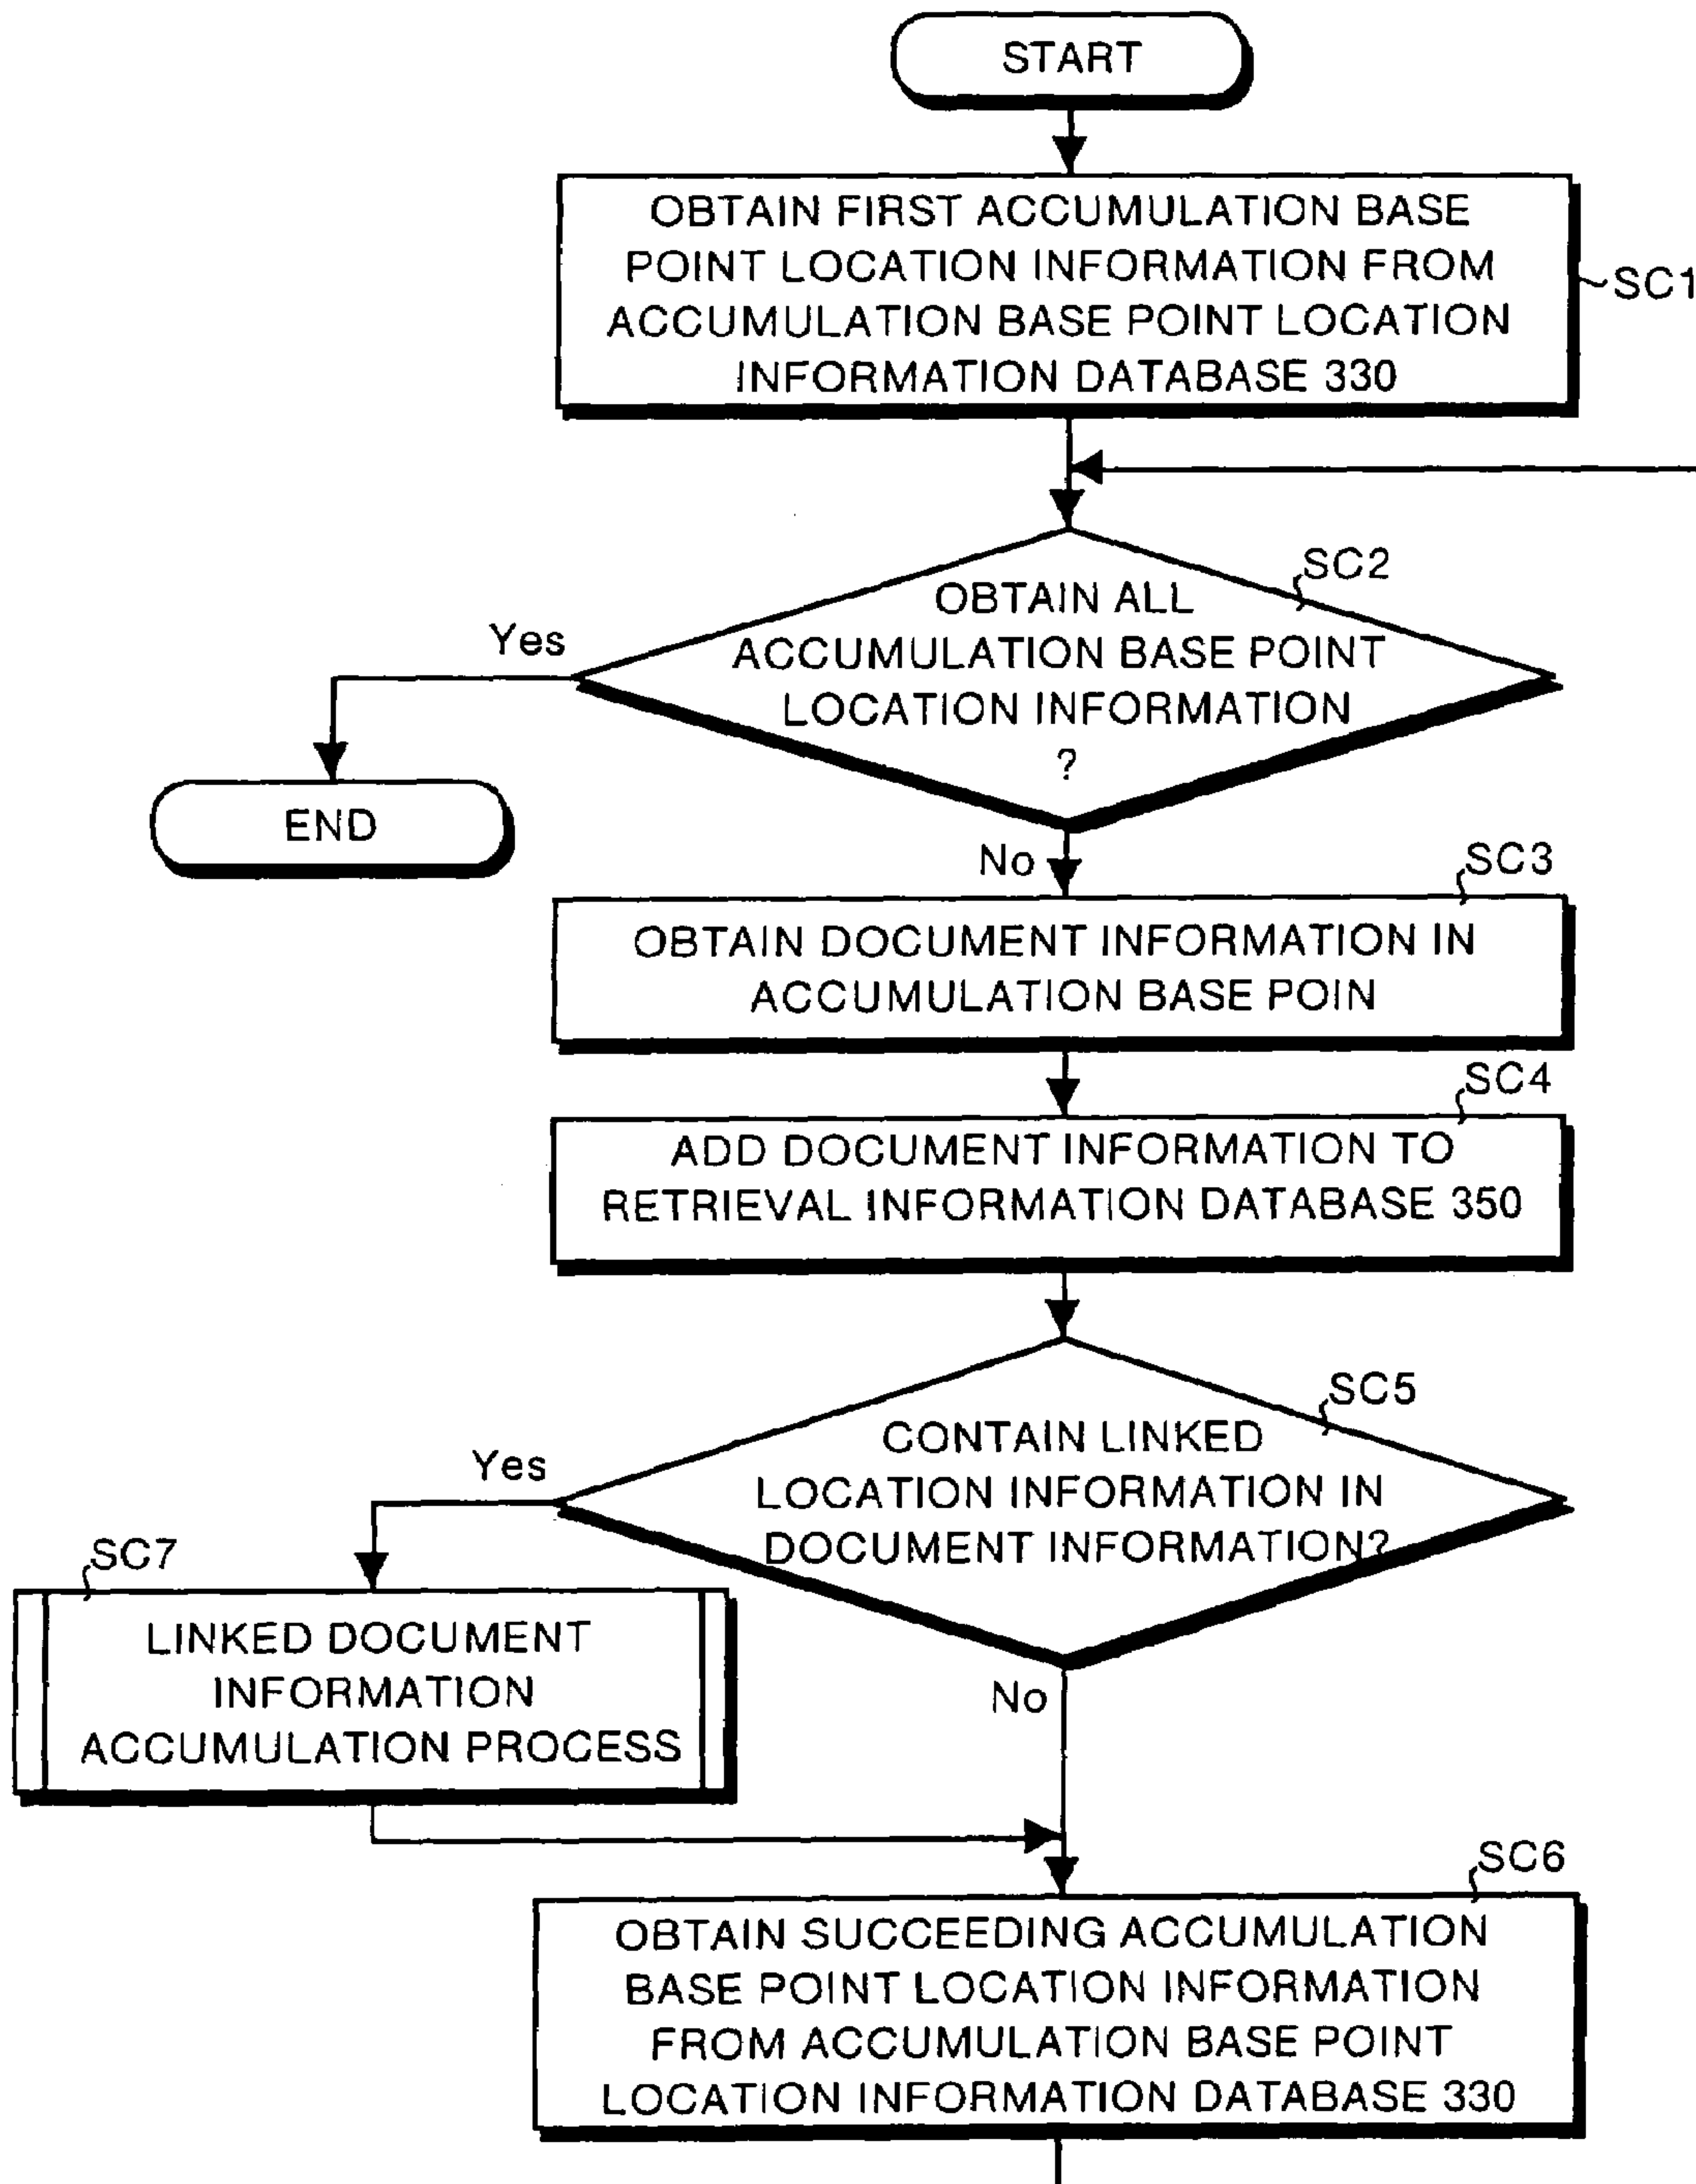 START
OBTAIN FIRST ACCUMULATION BASE
POINT LOCATION INFORMATION FROM
ACCUMULATION BASE POINT LOCATION
INFORMATION DATABASE 330
SC1
SC2
OBTAIN ALL
ACCUMULATION BASE POINT
LOCATION INFORMATION
?
Yes
END
No
SC3
OBTAIN DOCUMENT INFORMATION IN
ACCUMULATION BASE POIN
SC4
ADD DOCUMENT INFORMATION TO
RETRIEVAL INFORMATION DATABASE 350
SC5
CONTAIN LINKED
LOCATION INFORMATION IN
DOCUMENT INFORMATION?
Yes
SC7
LINKED DOCUMENT
INFORMATION
ACCUMULATION PROCESS
No
SC6
OBTAIN SUCCEEDING ACCUMULATION
BASE POINT LOCATION INFORMATION
FROM ACCUMULATION BASE POINT
LOCATION INFORMATION DATABASE 330